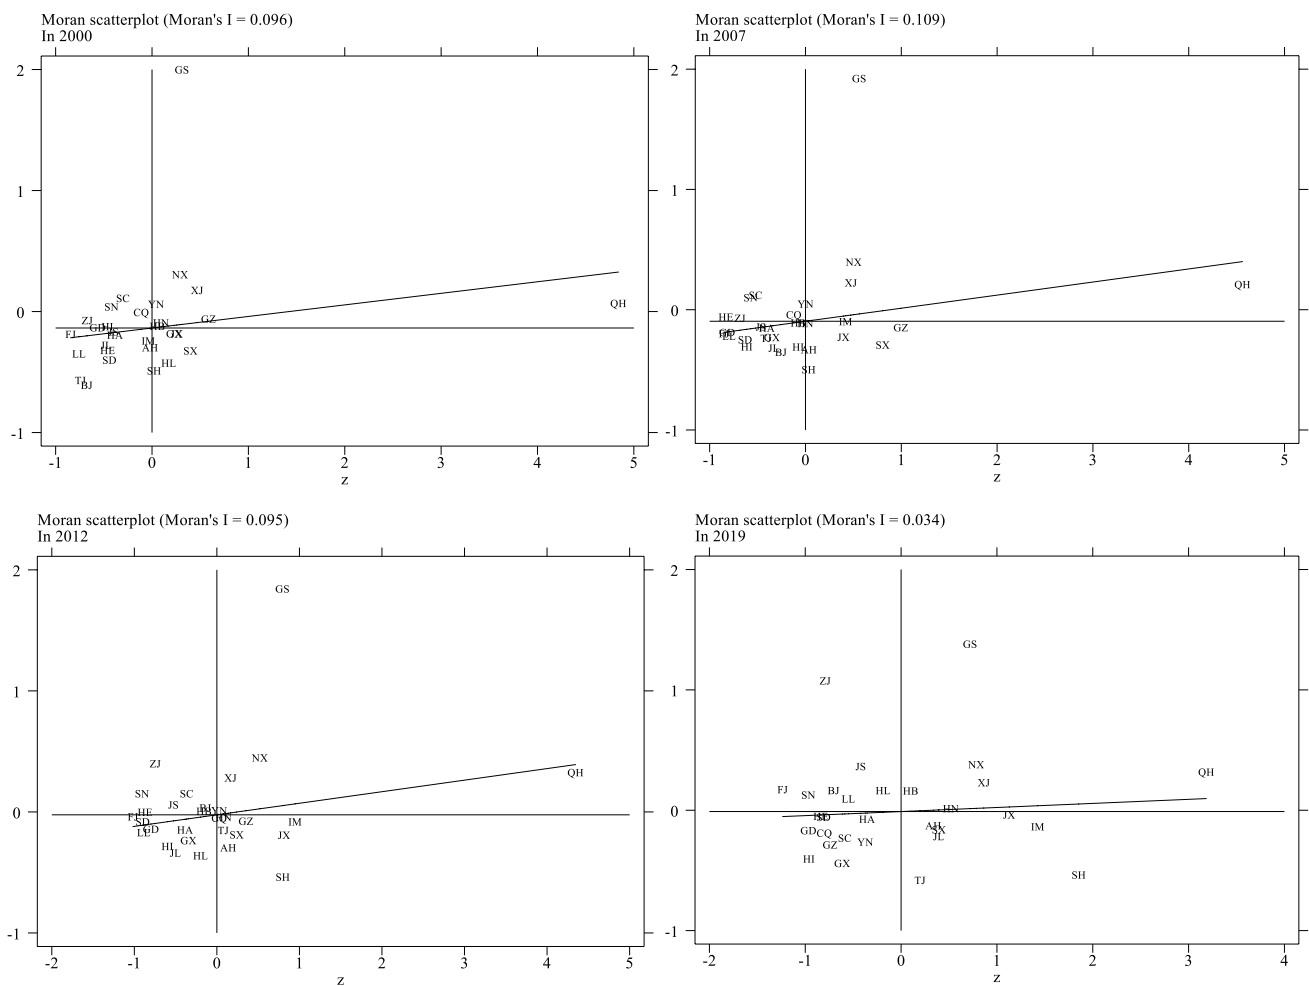 Moran scatterplot (Moran's I = 0.096)
In 2000
2
1
0
-1
-1 0 1 2 3 4 5
z
GS
NX
XJ
QH
SC
SN
YN
CQ
ZJ
GZ
FJ
GD
HA
IM
AH
JL
HE
LL
SD
SX
HL
SH
TJ
BJ
Moran scatterplot (Moran's I = 0.109)
In 2007
2
1
0
-1
-1 0 1 2 3 4 5
z
GS
NX
XJ
QH
SC
SN
YN
CQ
HE
ZJ
IM
GZ
HA
GX
JX
SD
HI
JL
BJ
AH
SX
SH
Moran scatterplot (Moran's I = 0.095)
In 2012
2
1
0
-1
-2 -1 0 1 2 3 4 5
z
GS
ZJ
NX
XJ
QH
SN
SC
JS
HE
YN
FJ
SD
GD
GZ
IM
HA
TJ
SX
JX
GX
HI
JL
HL
AH
SH
Moran scatterplot (Moran's I = 0.034)
In 2019
2
1
0
-1
-2 -1 0 1 2 3 4
z
GS
ZJ
JS
NX
XJ
QH
FJ
SN
BJ
LL
HL
HB
HN
JX
SD
HA
AH
SX
JL
IM
GD
CQ
SC
GZ
YN
HI
GX
TJ
SH